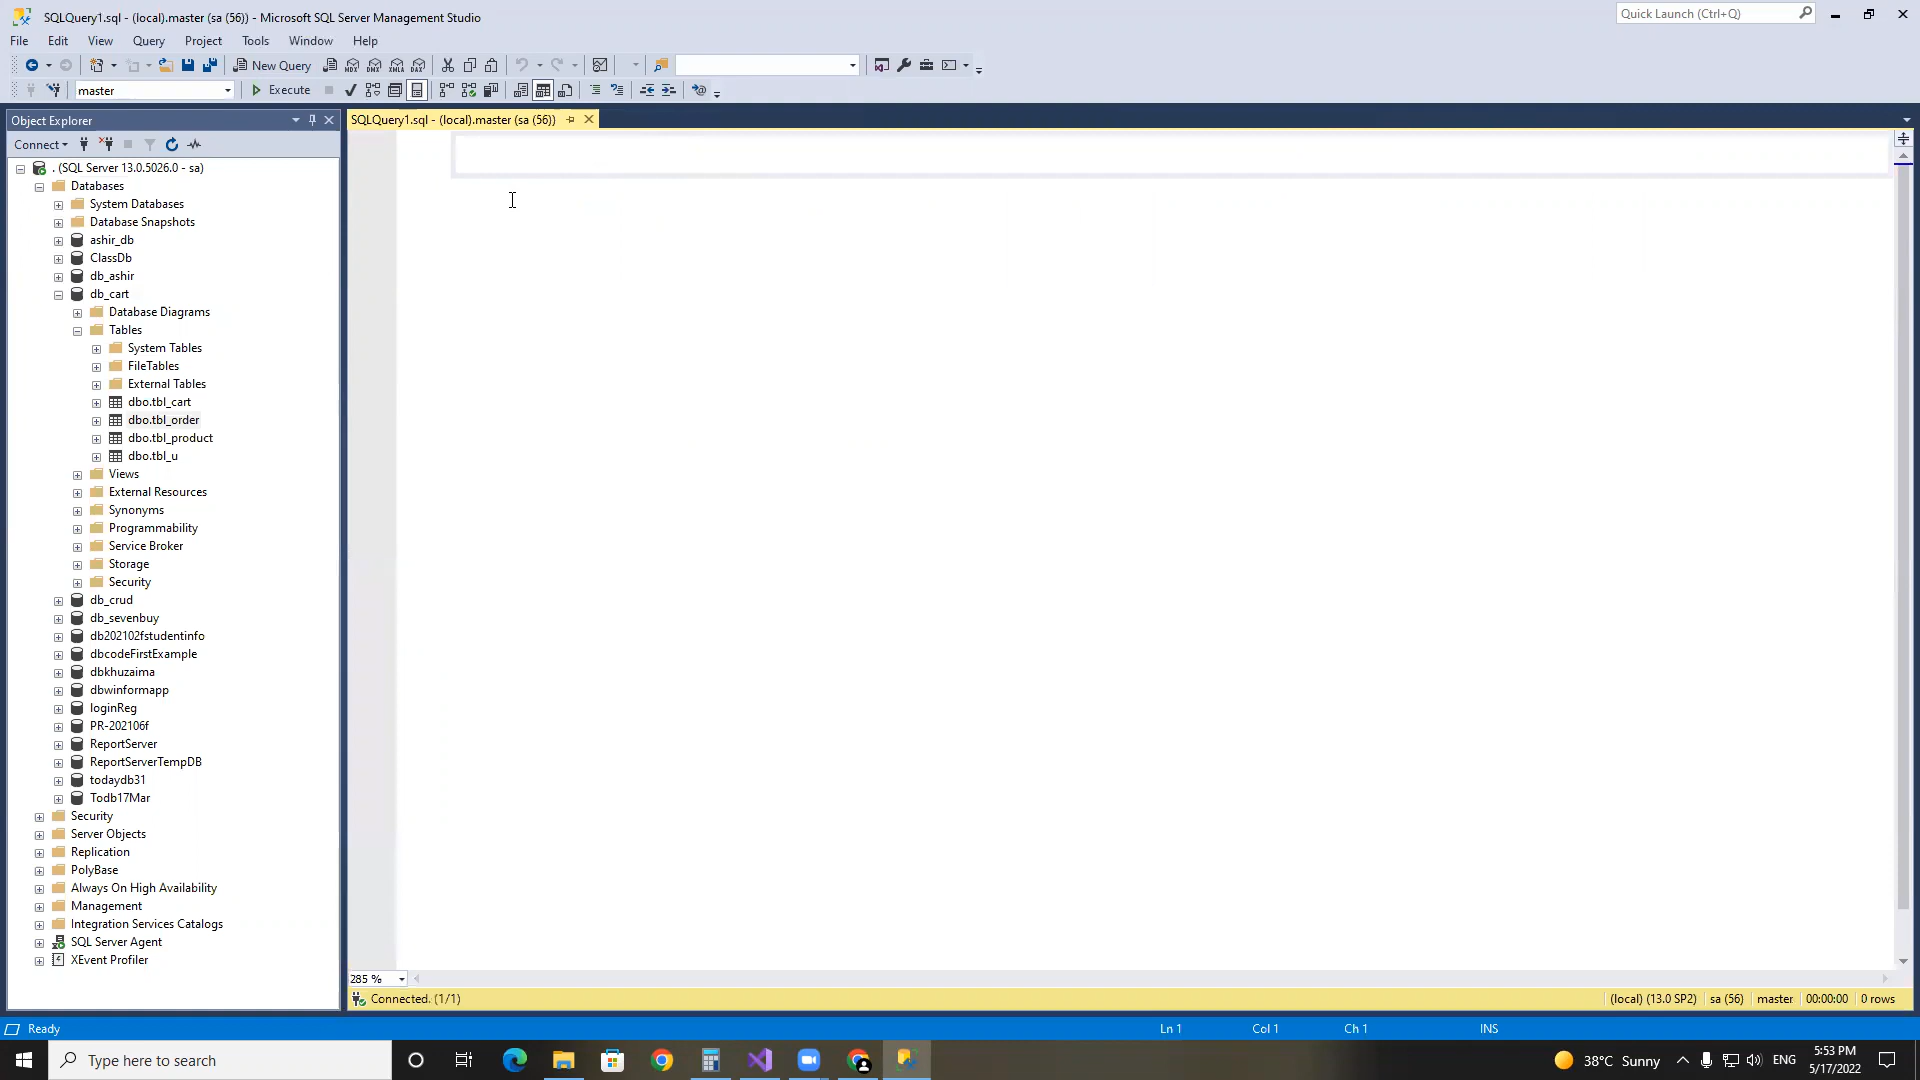 SQLQuery1.sql - (local).master (sa (56)) - Microsoft SQL Server Management Studio
Quick Launch (Ctrl+Q)
File Edit View Query Project Tools Window Help
New Query MDX DMX XMLA DAX
master Execute
Object Explorer
SQLQuery1.sql - (local).master (sa (56))
Connect
. (SQL Server 13.0.5026.0 - sa)
Databases
System Databases
Database Snapshots
ashir_db
ClassDb
db_ashir
db_cart
Database Diagrams
Tables
System Tables
FileTables
External Tables
dbo.tbl_cart
dbo.tbl_order
dbo.tbl_product
dbo.tbl_u
Views
External Resources
Synonyms
Programmability
Service Broker
Storage
Security
db_crud
db_sevenbuy
db202102fstudentinfo
dbcodeFirstExample
dbkhuzaima
dbwinformapp
loginReg
PR-202106f
ReportServer
ReportServerTempDB
todaydb31
Todb17Mar
Security
Server Objects
Replication
PolyBase
Always On High Availability
Management
Integration Services Catalogs
SQL Server Agent
XEvent Profiler
285 %
Connected. (1/1)
(local) (13.0 SP2) sa (56) master 00:00:00 0 rows
Ready
Ln 1 Col 1 Ch 1 INS
Type here to search
38°C Sunny
ENG
5:53 PM
5/17/2022